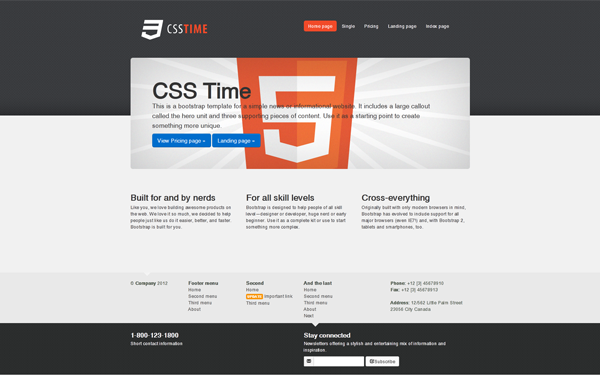 CSSTIME
Home page
Single
Pricing
Landing page
Index page
CSS Time
This is a bootstrap template for a simple news or informational website. It includes a large callout
called the hero unit and three supporting pieces of content. Use it as a starting point to create
something more unique.
View Pricing page »
Landing page »
Built for and by nerds
Like you, we love building awesome products on
the web. We love it so much, we decided to help
people just like us do it easier, better, and faster.
Bootstrap is built for you.
For all skill levels
Bootstrap is designed to help people of all skill
level—designer or developer, huge nerd or early
beginner. Use it as a complete kit or use to start
something more complex.
Cross-everything
Originally built with only modern browsers in mind,
Bootstrap has evolved to include support for all
major browsers (even IE7!) and, with Bootstrap 2,
tablets and smartphones, too.
© Company 2012
Footer menu
Home
Second menu
Third menu
About
Second
Home
UPDATE Important link
Third menu
And the last
Home
Second menu
Third menu
About
Next
Phone: +12 [3] 45678910
Fax: +12 [3] 45678912
Address: 12/562 Litha Palm Street
23050 City Canada
1-800-123-1800
Short contact information
Stay connected
Newsletters offering a stylish and entertaining mix of information and
inspiration.
Subscribe